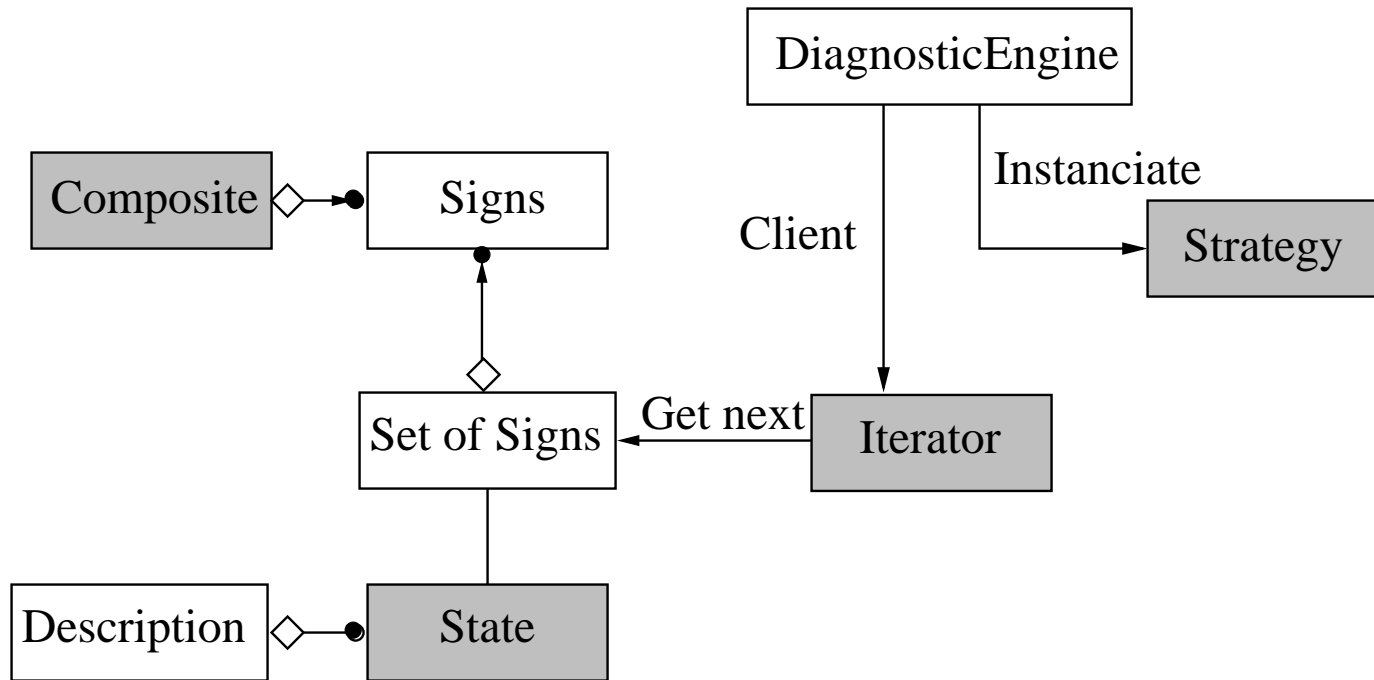 DiagnosticEngine
Composite
Signs
Instanciate
Client
Strategy
Set of Signs
Get next
Iterator
Description
State